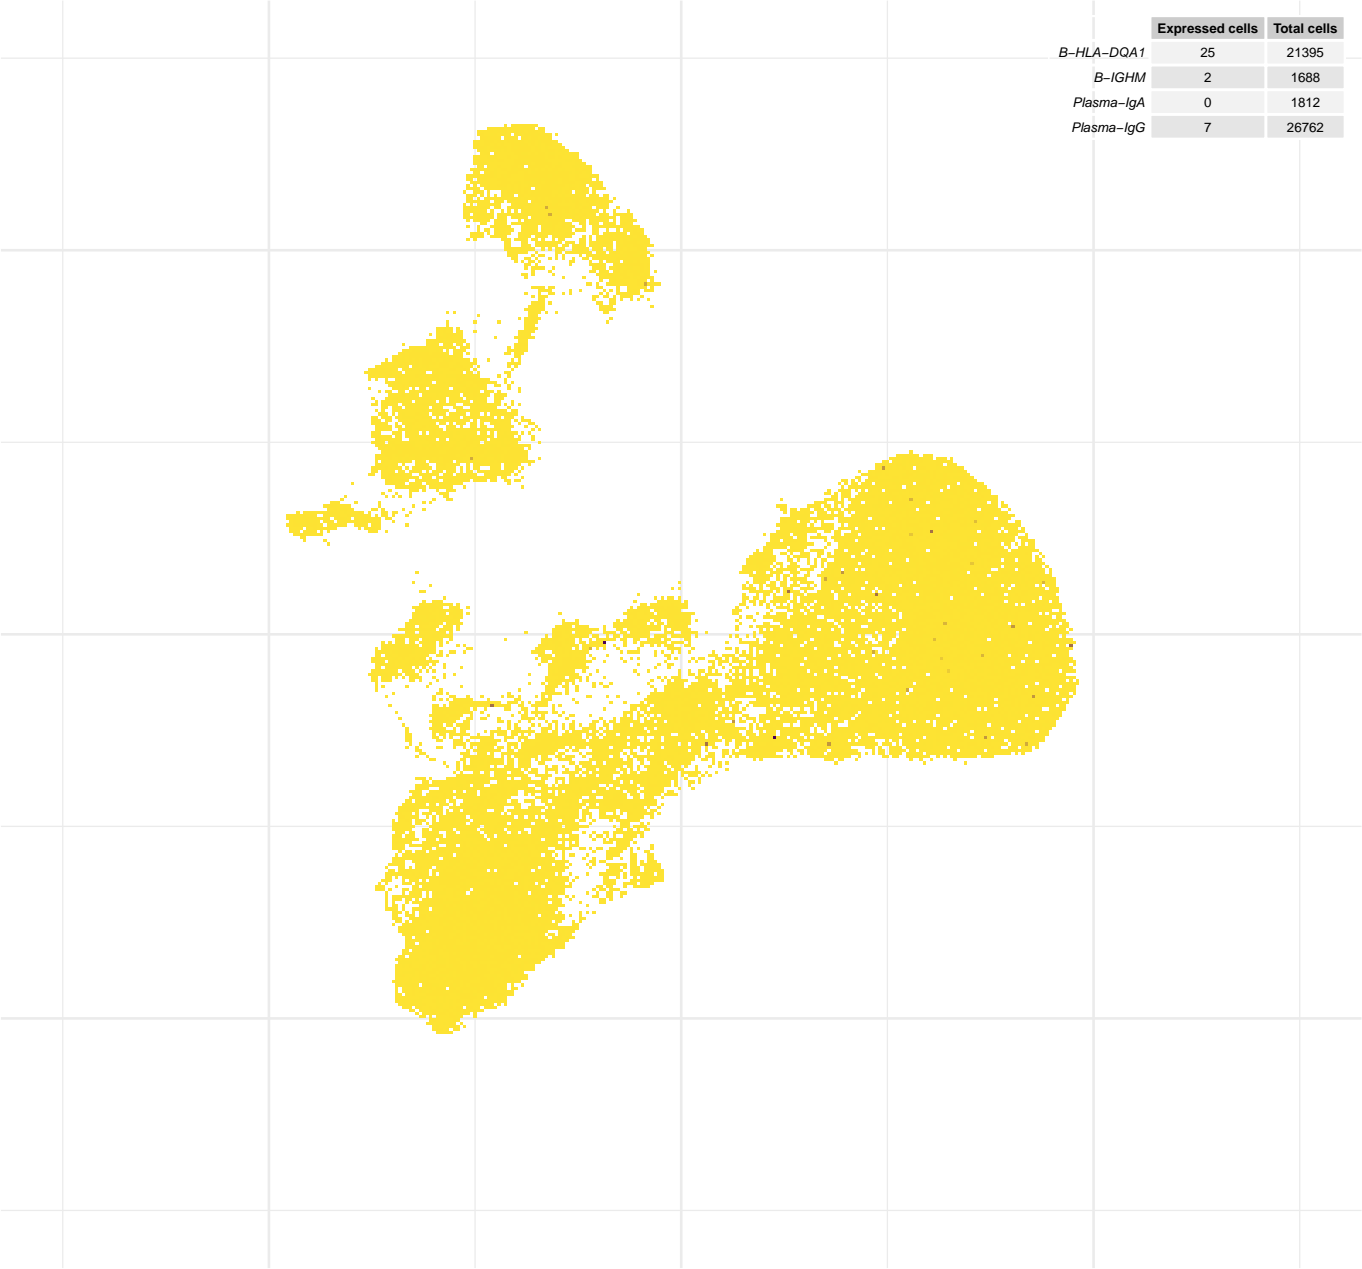 Expressed cells Total cells
B−HLA−DQA1 25 21395
B−IGHM 2 1688
Plasma−IgA 0 1812
Plasma−IgG 7 26762